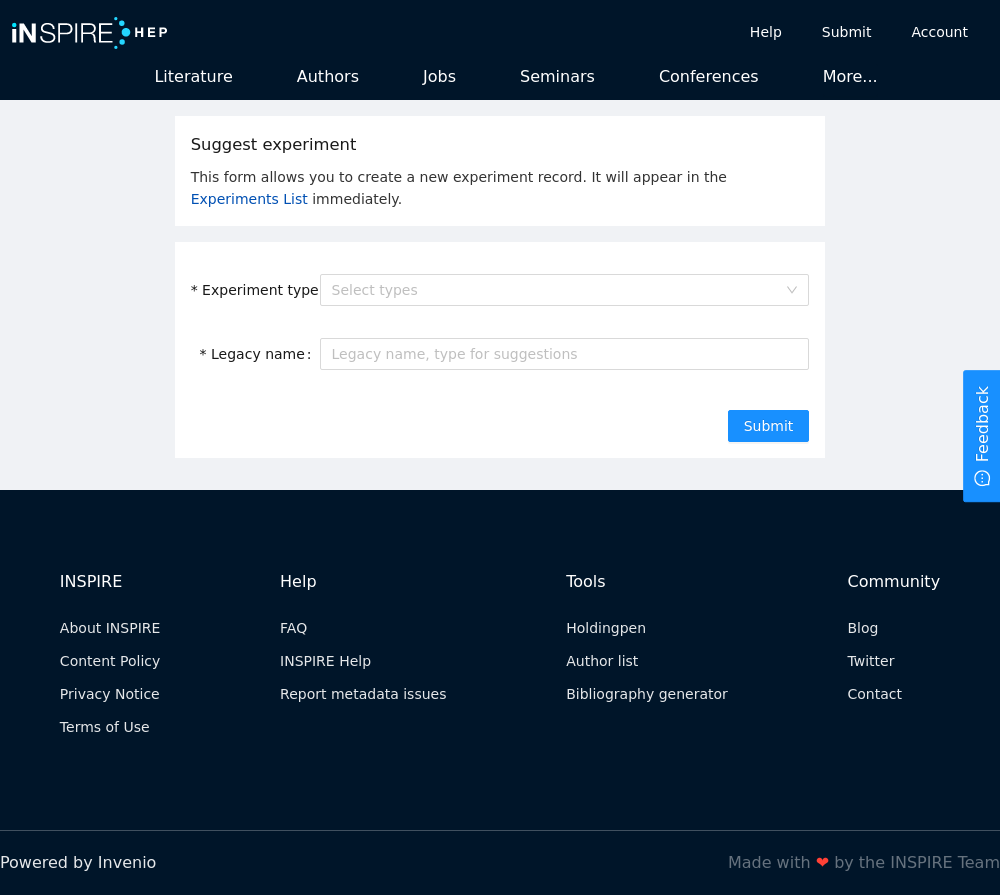 iNSPIRE HEP
Help Submit Account
Literature Authors Jobs Seminars Conferences More...
Suggest experiment
This form allows you to create a new experiment record. It will appear in the
Experiments List immediately.
* Experiment type Select types
* Legacy name : Legacy name, type for suggestions
Submit
Feedback
INSPIRE Help Tools Community
About INSPIRE FAQ Holdingpen Blog
Content Policy INSPIRE Help Author list Twitter
Privacy Notice Report metadata issues Bibliography generator Contact
Terms of Use
Powered by Invenio Made with ❤ by the INSPIRE Team